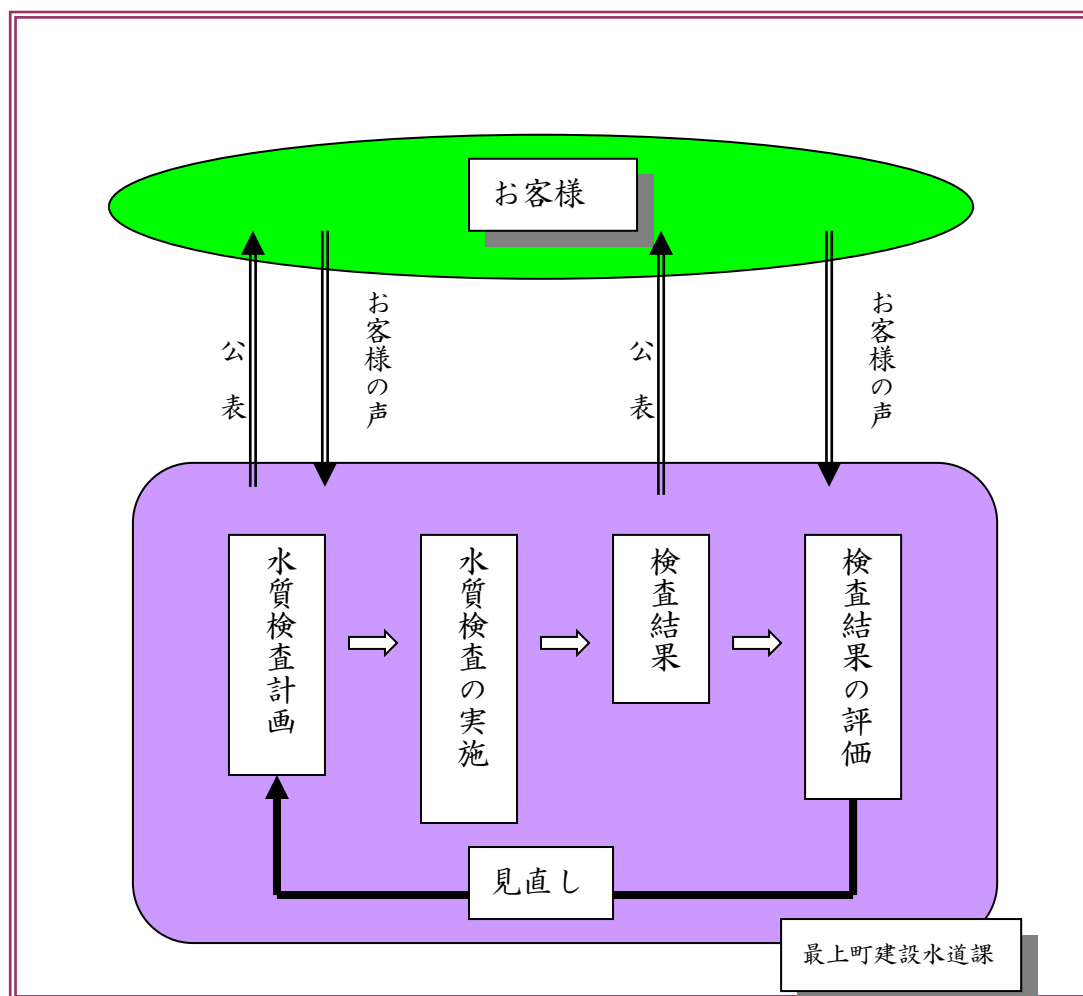 お客様
公表
お客様の声
公表
お客様の声
水質検査計画
水質検査の実施
検査結果
検査結果の評価
見直し
最上町建設水道課